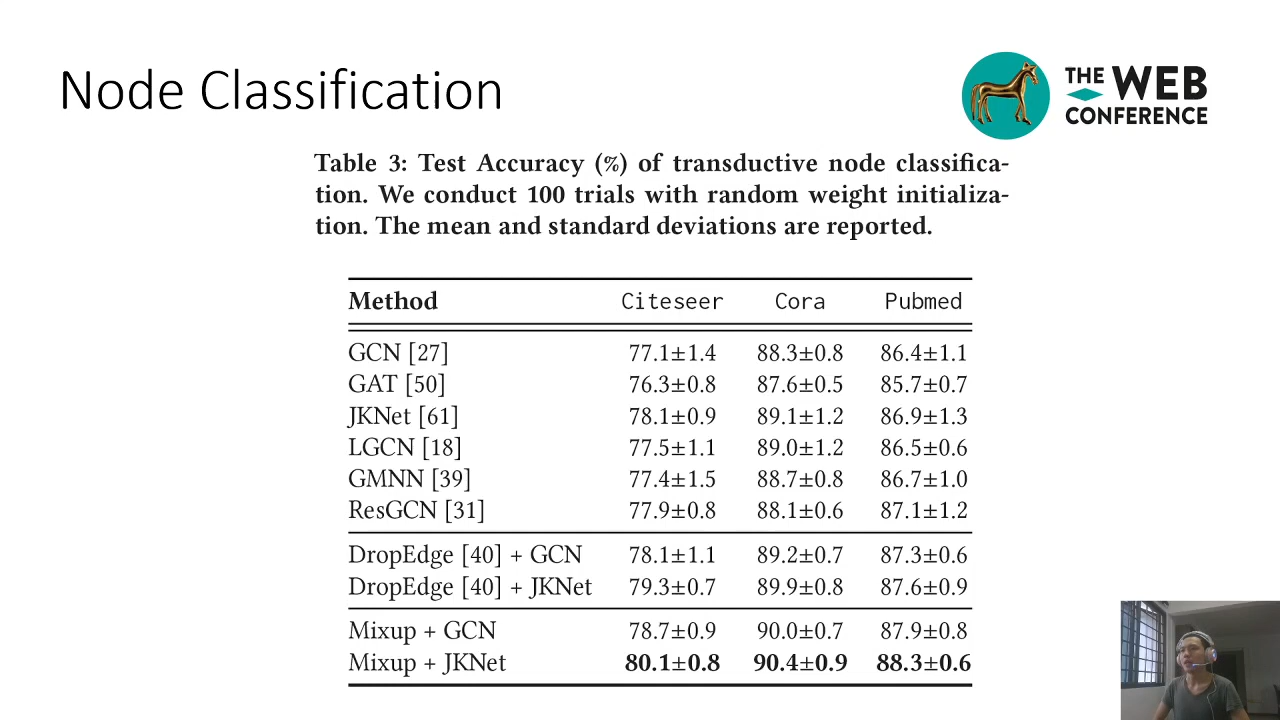 Node Classification
THE WEB
CONFERENCE
Table 3: Test Accuracy (%) of transductive node classifica-
tion. We conduct 100 trials with random weight initializa-
tion. The mean and standard deviations are reported.
Method Citeseer Cora Pubmed
GCN [27] 77.1±1.4 88.3±0.8 86.4±1.1
GAT [50] 76.3±0.8 87.6±0.5 85.7±0.7
JKNet [61] 78.1±0.9 89.1±1.2 86.9±1.3
LGCN [18] 77.5±1.1 89.0±1.2 86.5±0.6
GMNN [39] 77.4±1.5 88.7±0.8 86.7±1.0
ResGCN [31] 77.9±0.8 88.1±0.6 87.1±1.2
DropEdge [40] + GCN 78.1±1.1 89.2±0.7 87.3±0.6
DropEdge [40] + JKNet 79.3±0.7 89.9±0.8 87.6±0.9
Mixup + GCN 78.7±0.9 90.0±0.7 87.9±0.8
Mixup + JKNet 80.1±0.8 90.4±0.9 88.3±0.6